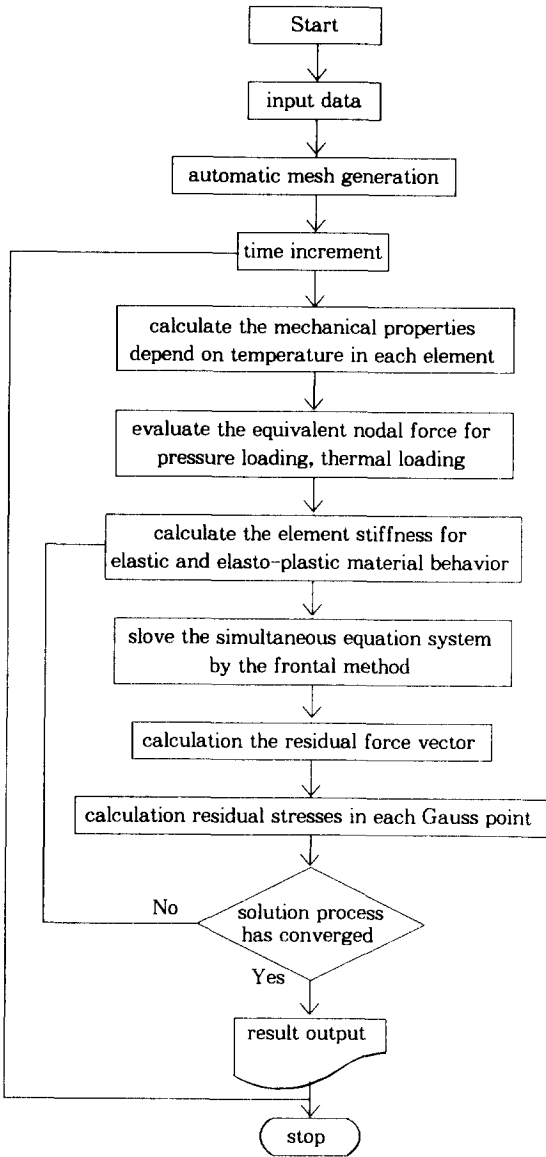 Start
input data
automatic mesh generation
time increment
calculate the mechanical properties
depend on temperature in each element
evaluate the equivalent nodal force for
pressure loading, thermal loading
calculate the element stiffness for
elastic and elasto-plastic material behavior
slove the simultaneous equation system
by the frontal method
calculation the residual force vector
calculation residual stresses in each Gauss point
No
solution process
has converged
Yes
result output
stop